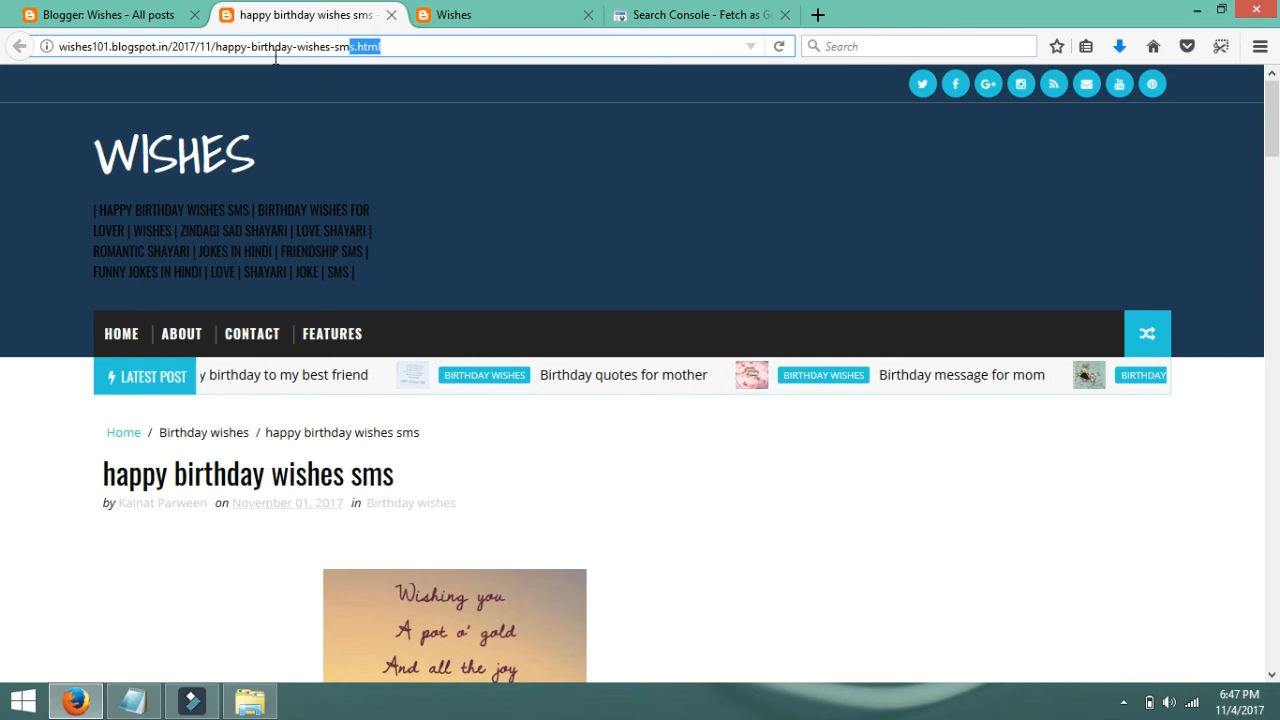 Blogger: Wishes - All posts
happy birthday wishes sms -
Wishes
Search Console - Fetch as G
wishes101.blogspot.in/2017/11/happy-birthday-wishes-sms.html
Search
WISHES
| HAPPY BIRTHDAY WISHES SMS | BIRTHDAY WISHES FOR
LOVER | WISHES | ZINDAGI SAD SHAYARI | LOVE SHAYARI |
ROMANTIC SHAYARI | JOKES IN HINDI | FRIENDSHIP SMS |
FUNNY JOKES IN HINDI | LOVE | SHAYARI | JOKE | SMS |
HOME | ABOUT | CONTACT | FEATURES
LATEST POST
y birthday to my best friend
BIRTHDAY WISHES
Birthday quotes for mother
BIRTHDAY WISHES
Birthday message for mom
BIRTHDAY
Home / Birthday wishes / happy birthday wishes sms
happy birthday wishes sms
by Kainat Parween on November 01, 2017 in Birthday wishes
Wishing you
A pot o' gold
And all the joy
6:47 PM
11/4/2017